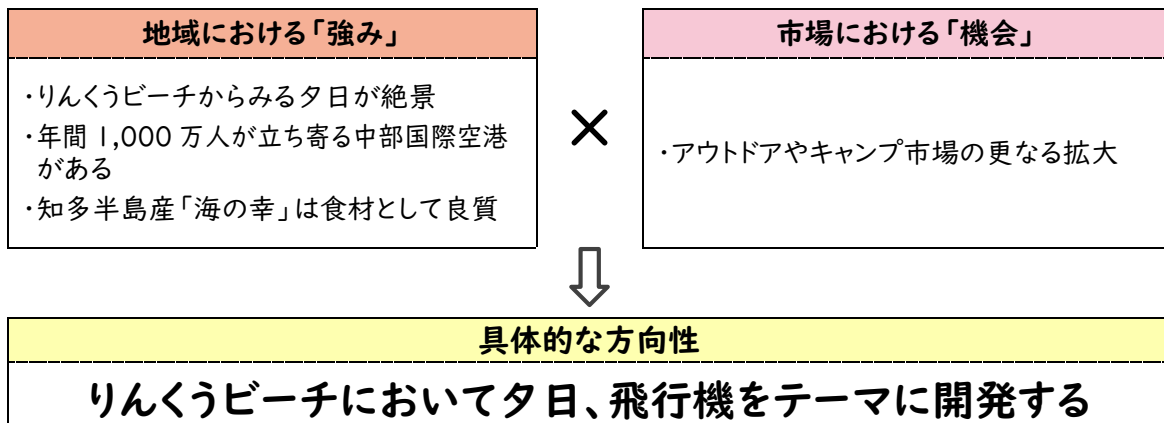 地域における「強み」
・りんくうビーチからみる夕日が絶景
・年間 1,000 万人が立ち寄る中部国際空港
がある
・知多半島産「海の幸」は食材として良質
×
市場における「機会」
・アウトドアやキャンプ市場の更なる拡大
具体的な方向性
りんくうビーチにおいて夕日、飛行機をテーマに開発する